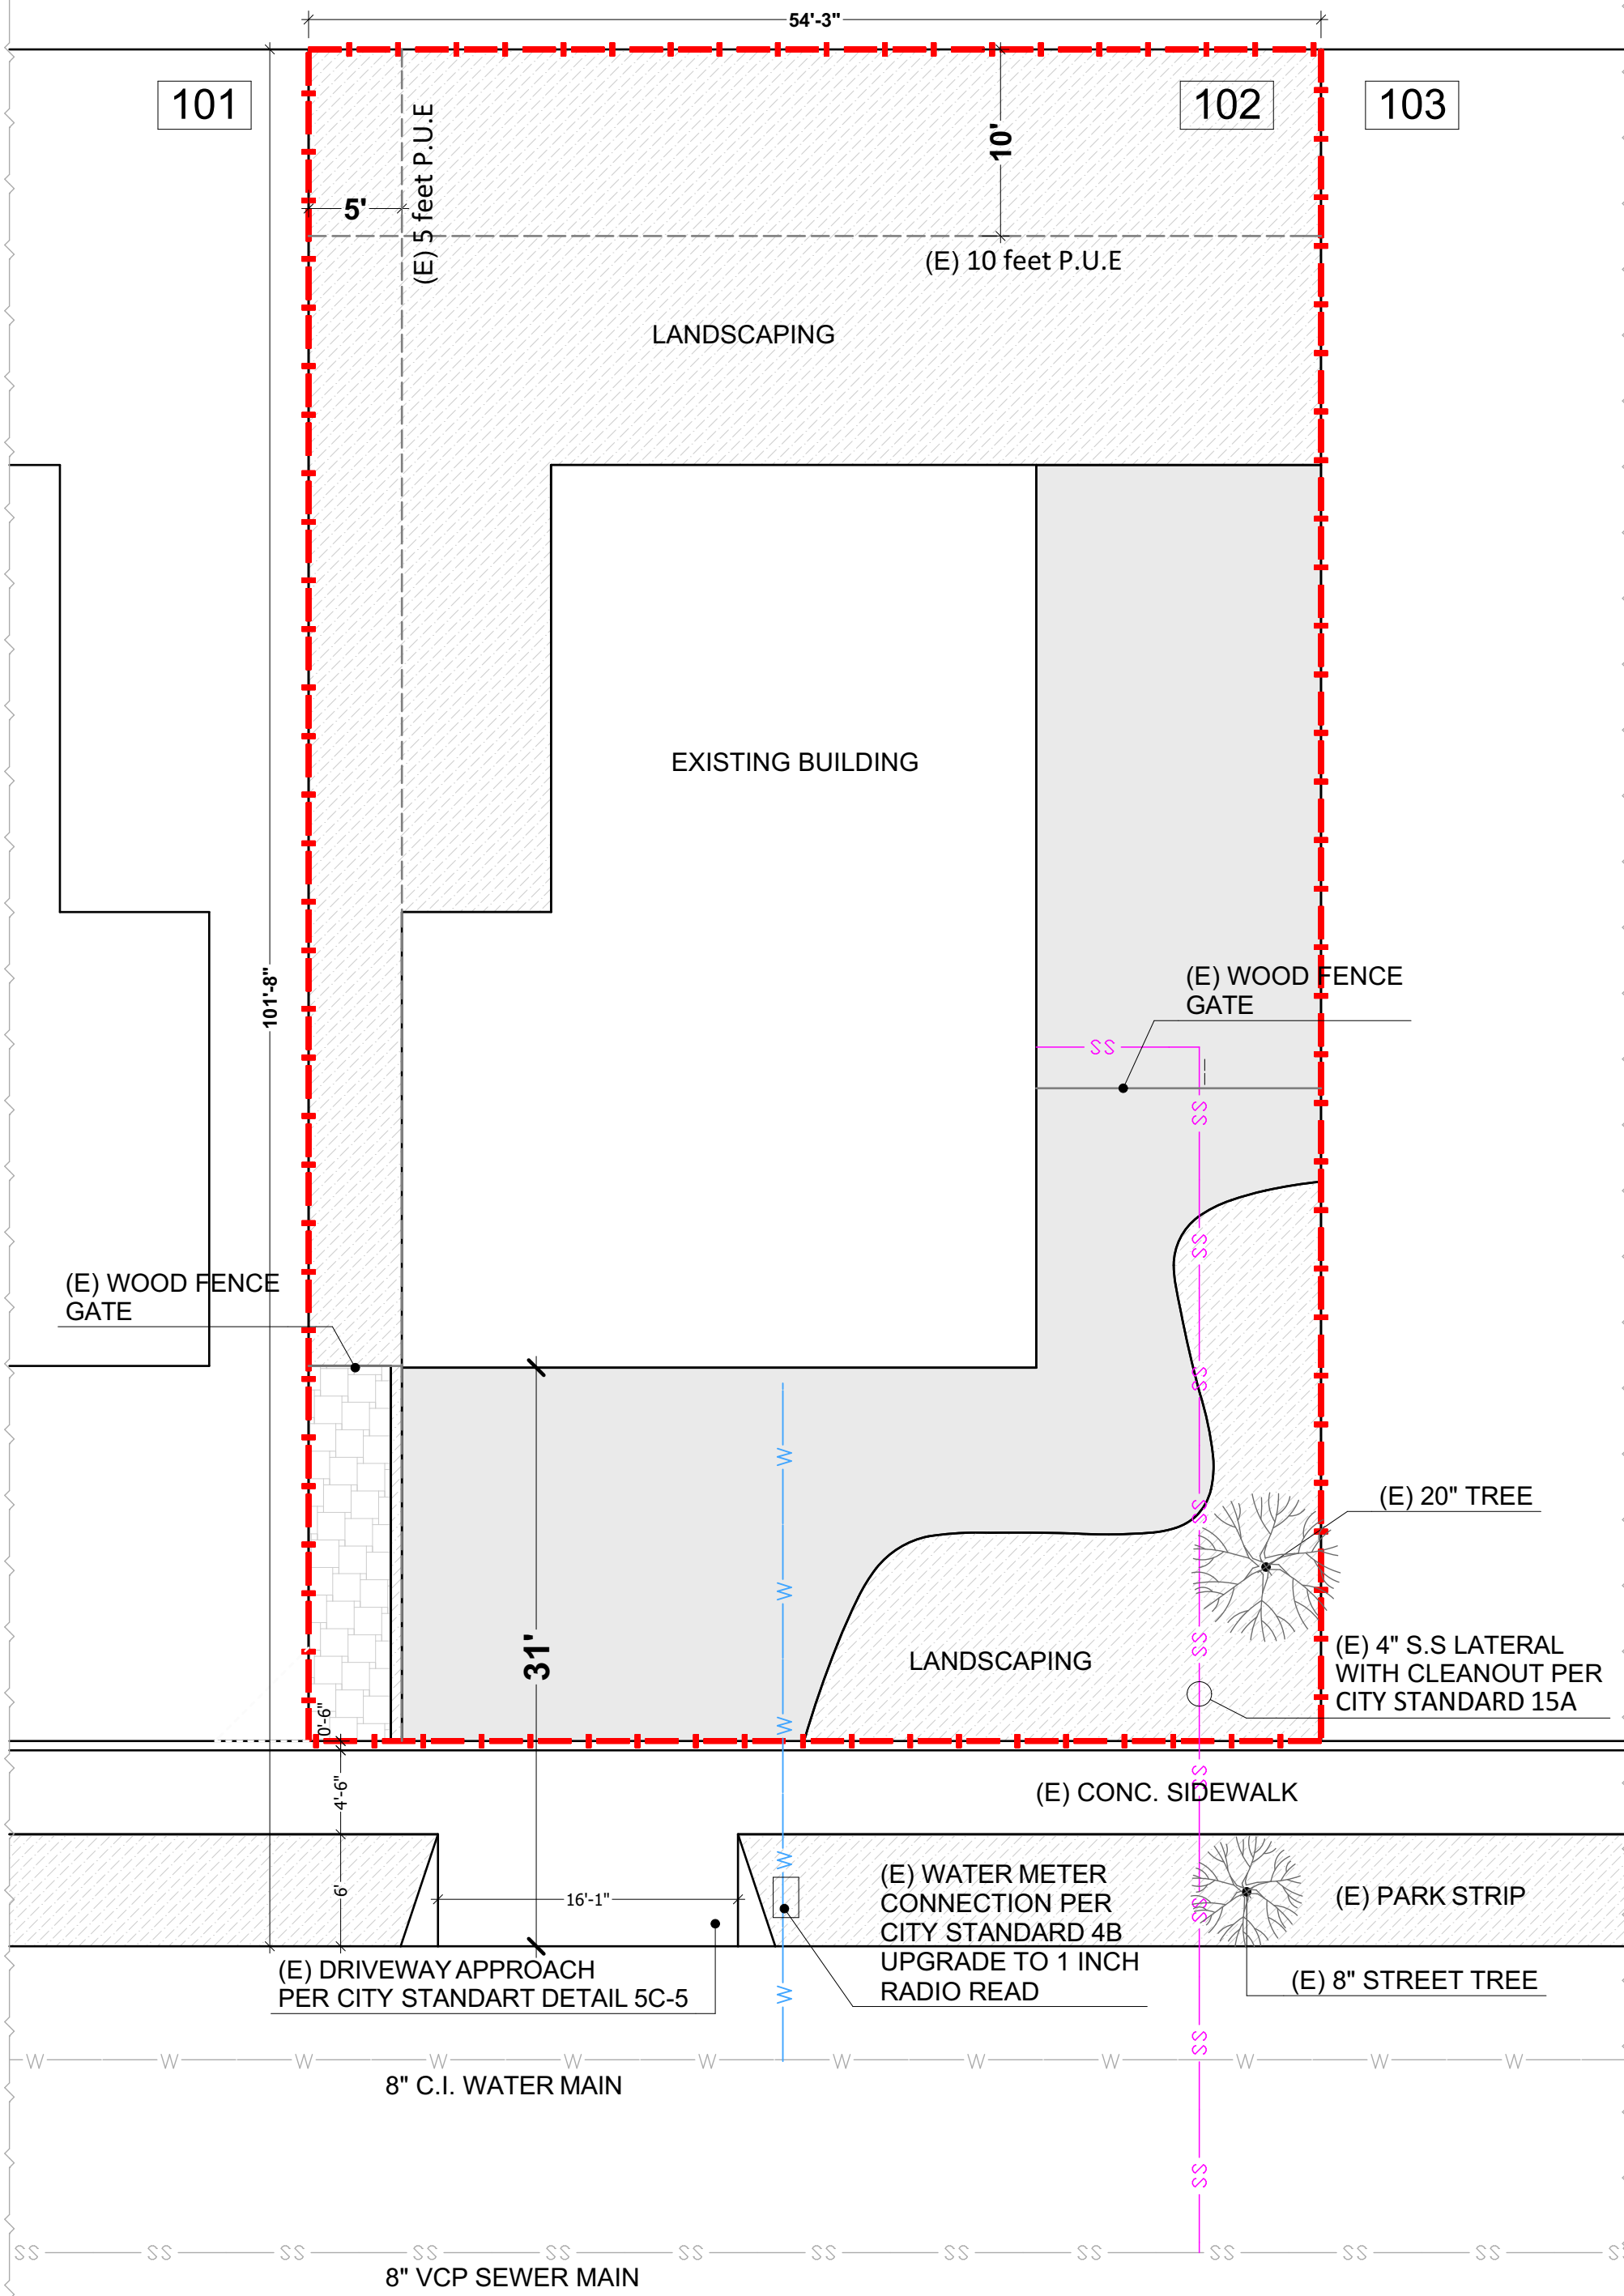 54'-3"
101
102
103
10'
5'
(E) 5 feet P.U.E
(E) 10 feet P.U.E
LANDSCAPING
EXISTING BUILDING
101'-8"
(E) WOOD FENCE
GATE
SS
SS
SS
(E) WOOD FENCE
GATE
SS
W
(E) 20" TREE
SS
W
31'
SS
(E) 4" S.S LATERAL
WITH CLEANOUT PER
CITY STANDARD 15A
LANDSCAPING
0'-6"
W
SS
4'-6"
(E) CONC. SIDEWALK
W
6'
16'-1"
(E) WATER METER
CONNECTION PER
CITY STANDARD 4B
UPGRADE TO 1 INCH
RADIO READ
SS
(E) PARK STRIP
(E) DRIVEWAY APPROACH
PER CITY STANDART DETAIL 5C-5
W
(E) 8" STREET TREE
SS
W W W W W W W W W W W W
8" C.I. WATER MAIN
SS
SS SS SS SS SS SS SS SS SS SS SS SS
8" VCP SEWER MAIN